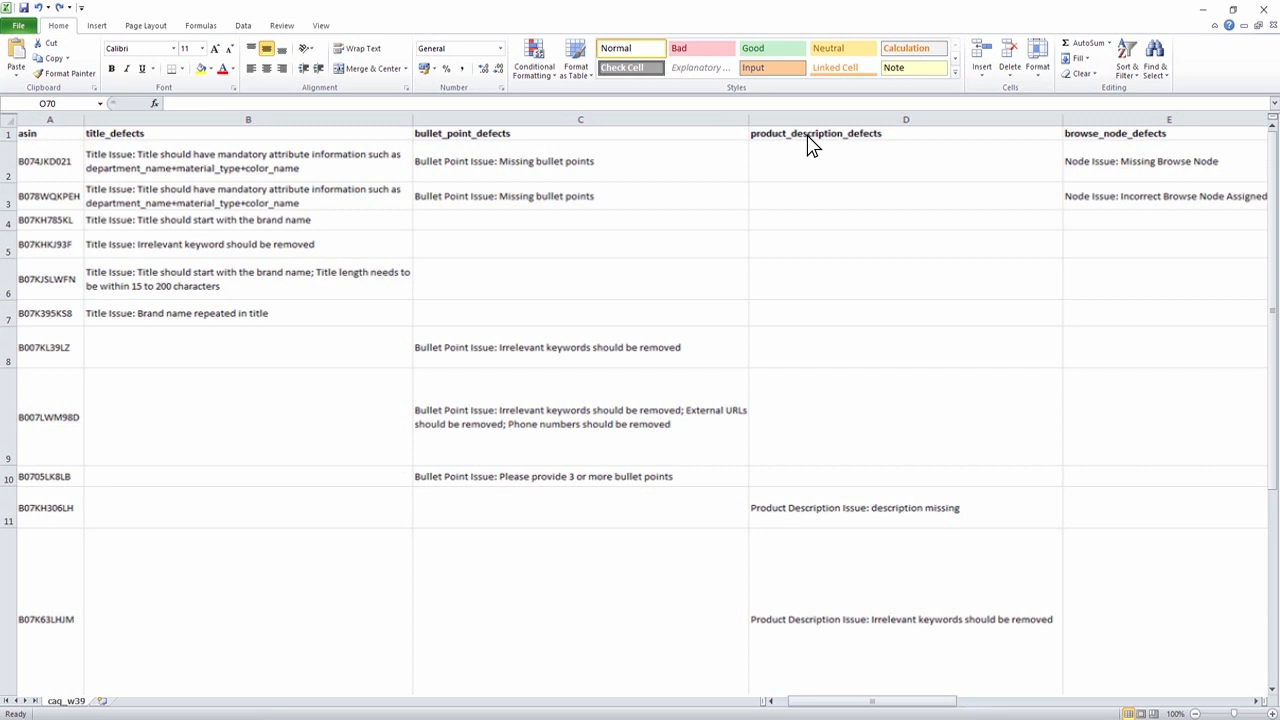 File Home Insert Page Layout Formulas Data Review View
Cut
Copy
Format Painter
Paste
Calibri 11
B I U
Wrap Text
Merge & Center
General
% ,
Conditional Formatting
Format as Table
Normal Bad Good Neutral Calculation
Check Cell Explanatory ... Input Linked Cell Note
Insert Delete Format
AutoSum
Fill
Clear
Sort & Filter
Find & Select
Clipboard Font Alignment Number Styles Cells Editing
O70 fx
A B C D E
1 asin title_defects bullet_point_defects product_description_defects browse_node_defects
2 B074JKD021 Title Issue: Title should have mandatory attribute information such as
department_name+material_type+color_name Bullet Point Issue: Missing bullet points Node Issue: Missing Browse Node
3 B078WQKPEH Title Issue: Title should have mandatory attribute information such as
department_name+material_type+color_name Bullet Point Issue: Missing bullet points Node Issue: Incorrect Browse Node Assigned
4 B07KH785KL Title Issue: Title should start with the brand name
5 B07KHKJ93F Title Issue: Irrelevant keyword should be removed
6 B07KJSLWFN Title Issue: Title should start with the brand name; Title length needs to
be within 15 to 200 characters
7 B07K395KS8 Title Issue: Brand name repeated in title
8 B007KL39LZ Bullet Point Issue: Irrelevant keywords should be removed
9 B007LWM98D Bullet Point Issue: Irrelevant keywords should be removed; External URLs
should be removed; Phone numbers should be removed
10 B0705LK8LB Bullet Point Issue: Please provide 3 or more bullet points
11 B07KH306LH Product Description Issue: description missing
B07K63LHJM Product Description Issue: Irrelevant keywords should be removed
caq_w39
Ready 100%